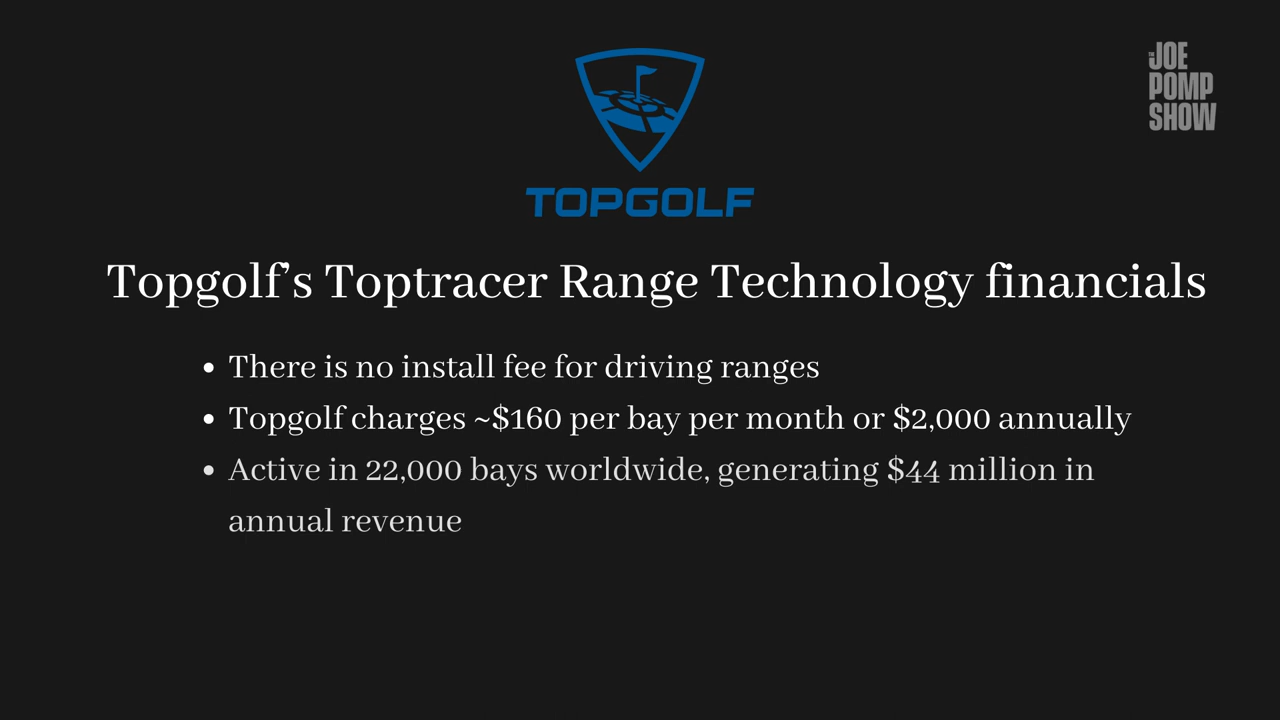 THE
JOE
POMP
SHOW
TOPGOLF
Topgolf's Toptracer Range Technology financials
• There is no install fee for driving ranges
• Topgolf charges ~$160 per bay per month or $2,000 annually
• Active in 22,000 bays worldwide, generating $44 million in
annual revenue